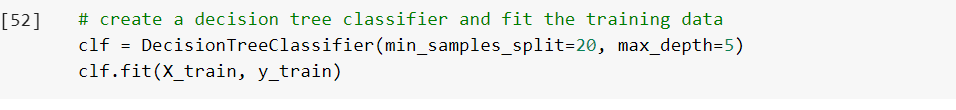 [52] # create a decision tree classifier and fit the training data
clf = DecisionTreeClassifier(min_samples_split=20, max_depth=5)
clf.fit(X_train, y_train)